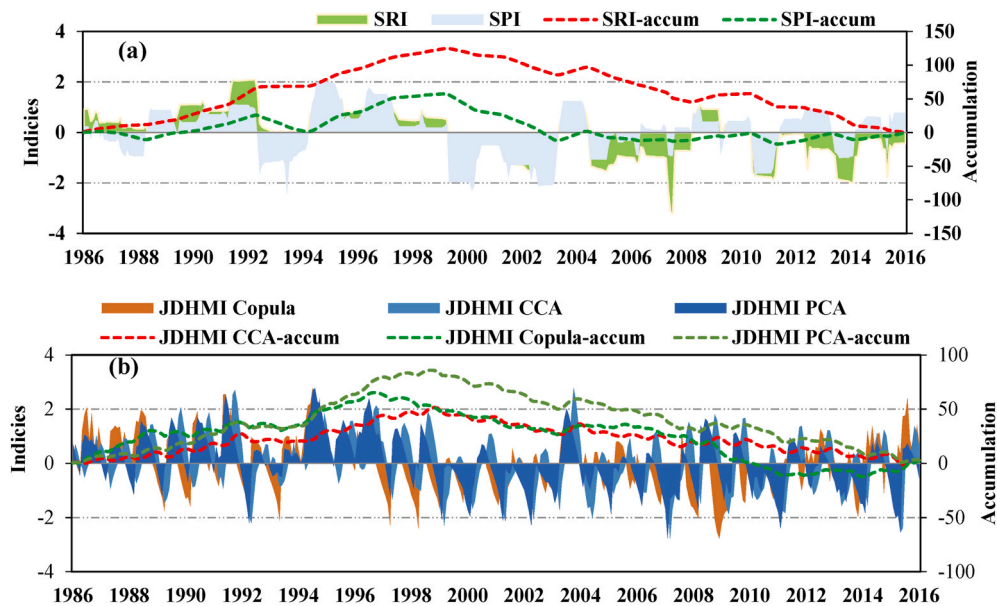 SRI SPI SRI-accum SPI-accum
(a)
4 150
100
2 50
0 0
-50
-2 -100
-4 -150
Indicies
Accumulation
1986 1988 1990 1992 1994 1996 1998 2000 2002 2004 2006 2008 2010 2012 2014 2016
JDHMI Copula JDHMI CCA JDHMI PCA
JDHMI CCA-accum JDHMI Copula-accum JDHMI PCA-accum
(b)
4 100
2 50
0 0
-2 -50
-4 -100
Indicies
Accumulation
1986 1988 1990 1992 1994 1996 1998 2000 2002 2004 2006 2008 2010 2012 2014 2016